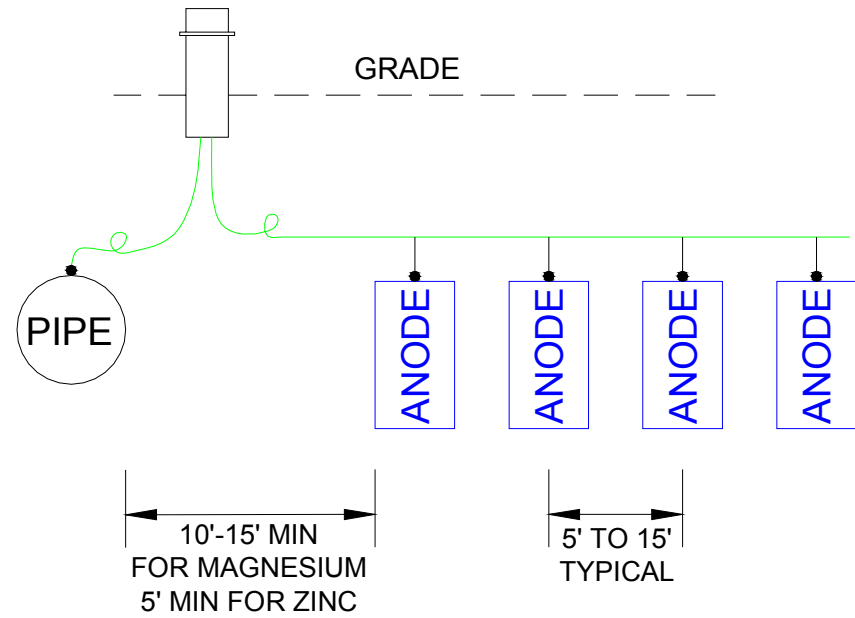 GRADE
PIPE
ANODE
ANODE
ANODE
ANODE
10'-15' MIN
FOR MAGNESIUM
5' MIN FOR ZINC
5' TO 15'
TYPICAL